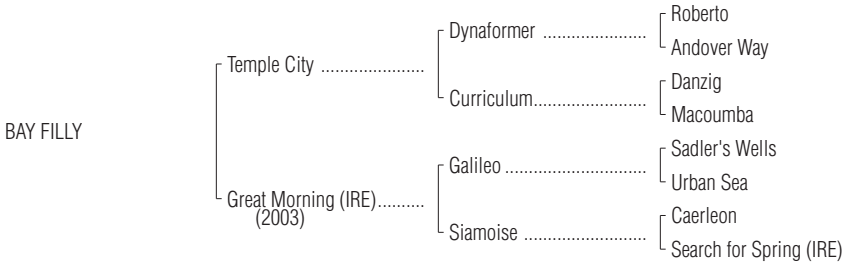 Roberto
Dynaformer ......................
Andover Way
Temple City ......................
Danzig
Curriculum........................
Macoumba
BAY FILLY
Sadler's Wells
Galileo ..............................
Urban Sea
Great Morning (IRE)..........
(2003)
Caerleon
Siamoise ..........................
Search for Spring (IRE)